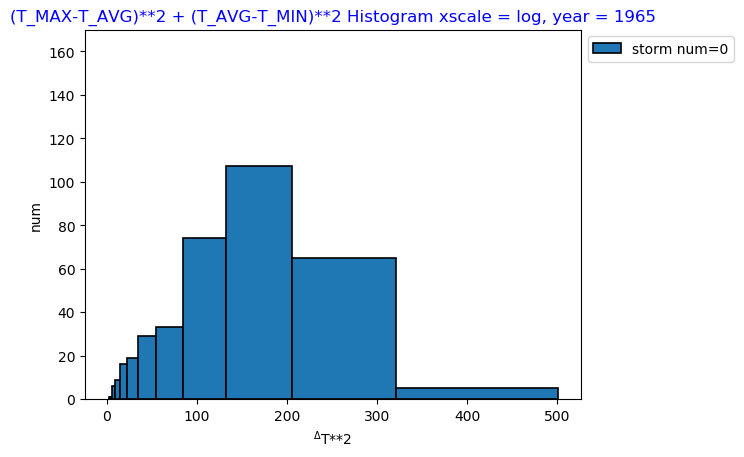 (T_MAX-T_AVG)**2 + (T_AVG-T_MIN)**2 Histogram xscale = log, year = 1965
storm num=0
num
160
140
120
100
80
60
40
20
0
0 100 200 300 400 500
ΔT**2